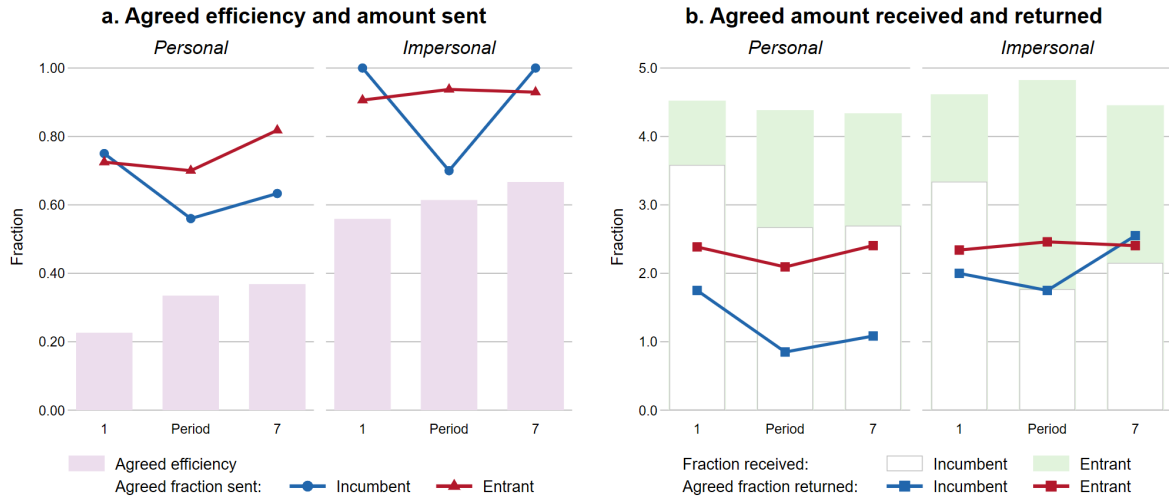 a. Agreed efficiency and amount sent
Personal
Impersonal
Fraction
1.00
0.80
0.60
0.40
0.20
0.00
1
Period
7
1
Period
7
Agreed efficiency
Agreed fraction sent:
Incumbent
Entrant
b. Agreed amount received and returned
Personal
Impersonal
Fraction
5.0
4.0
3.0
2.0
1.0
0.0
1
Period
7
1
Period
7
Fraction received:
Incumbent
Entrant
Agreed fraction returned:
Incumbent
Entrant